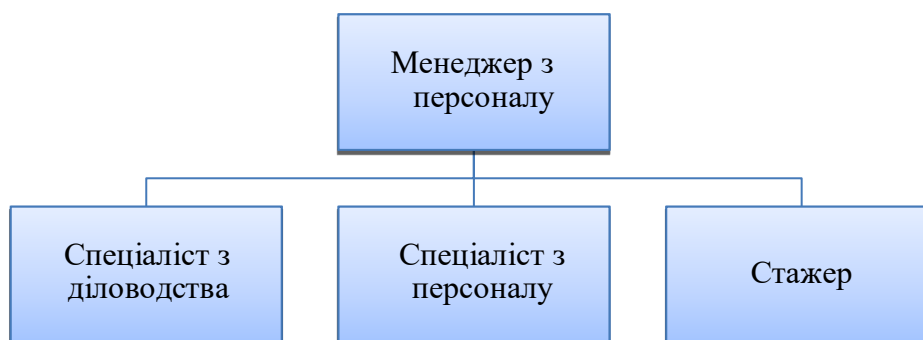 Менеджер з
персоналу
Спеціаліст з
діловодства
Спеціаліст з
персоналу
Стажер